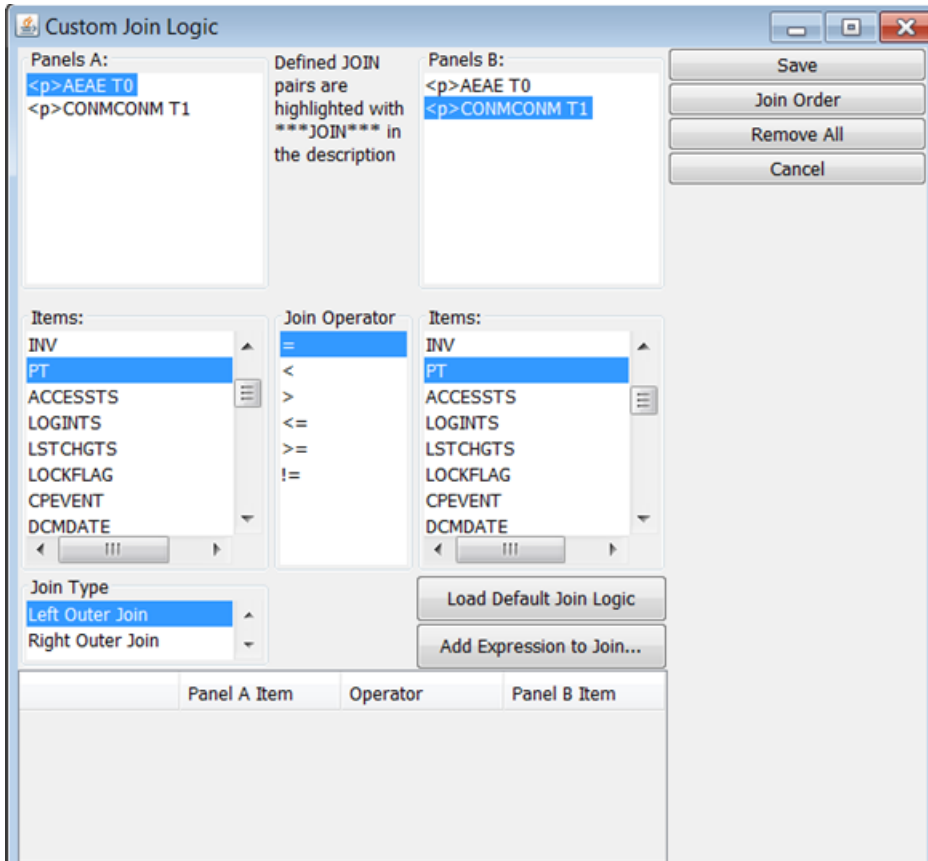 Custom Join Logic
Panels A:
<p>AEAE T0
<p>CONMCONM T1
Defined JOIN
pairs are
highlighted with
***JOIN*** in
the description
Panels B:
<p>AEAE T0
<p>CONMCONM T1
Save
Join Order
Remove All
Cancel
Items:
INV
PT
ACCESSTS
LOGINTS
LSTCHGTS
LOCKFLAG
CPEVENT
DCMDATE
Join Operator
=
<
>
<=
>=
!=
Items:
INV
PT
ACCESSTS
LOGINTS
LSTCHGTS
LOCKFLAG
CPEVENT
DCMDATE
Join Type
Left Outer Join
Right Outer Join
Load Default Join Logic
Add Expression to Join...
Panel A Item Operator Panel B Item